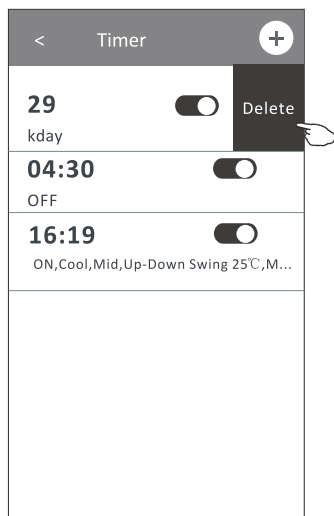 < Timer +
29
Delete
kday
04:30
OFF
16:19
ON,Cool,Mid,Up-Down Swing 25℃,M...